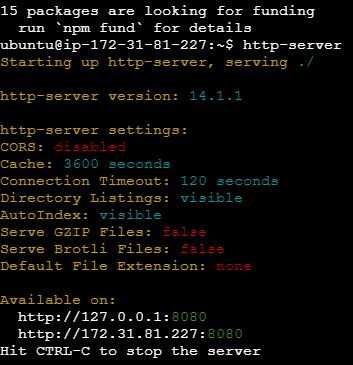 15 packages are looking for funding
  run `npm fund` for details
ubuntu@ip-172-31-81-227:~$ http-server
Starting up http-server, serving ./
http-server version: 14.1.1
http-server settings:
CORS: disabled
Cache: 3600 seconds
Connection Timeout: 120 seconds
Directory Listings: visible
AutoIndex: visible
Serve GZIP Files: false
Serve Brotli Files: false
Default File Extension: none
Available on:
  http://127.0.0.1:8080
  http://172.31.81.227:8080
Hit CTRL-C to stop the server